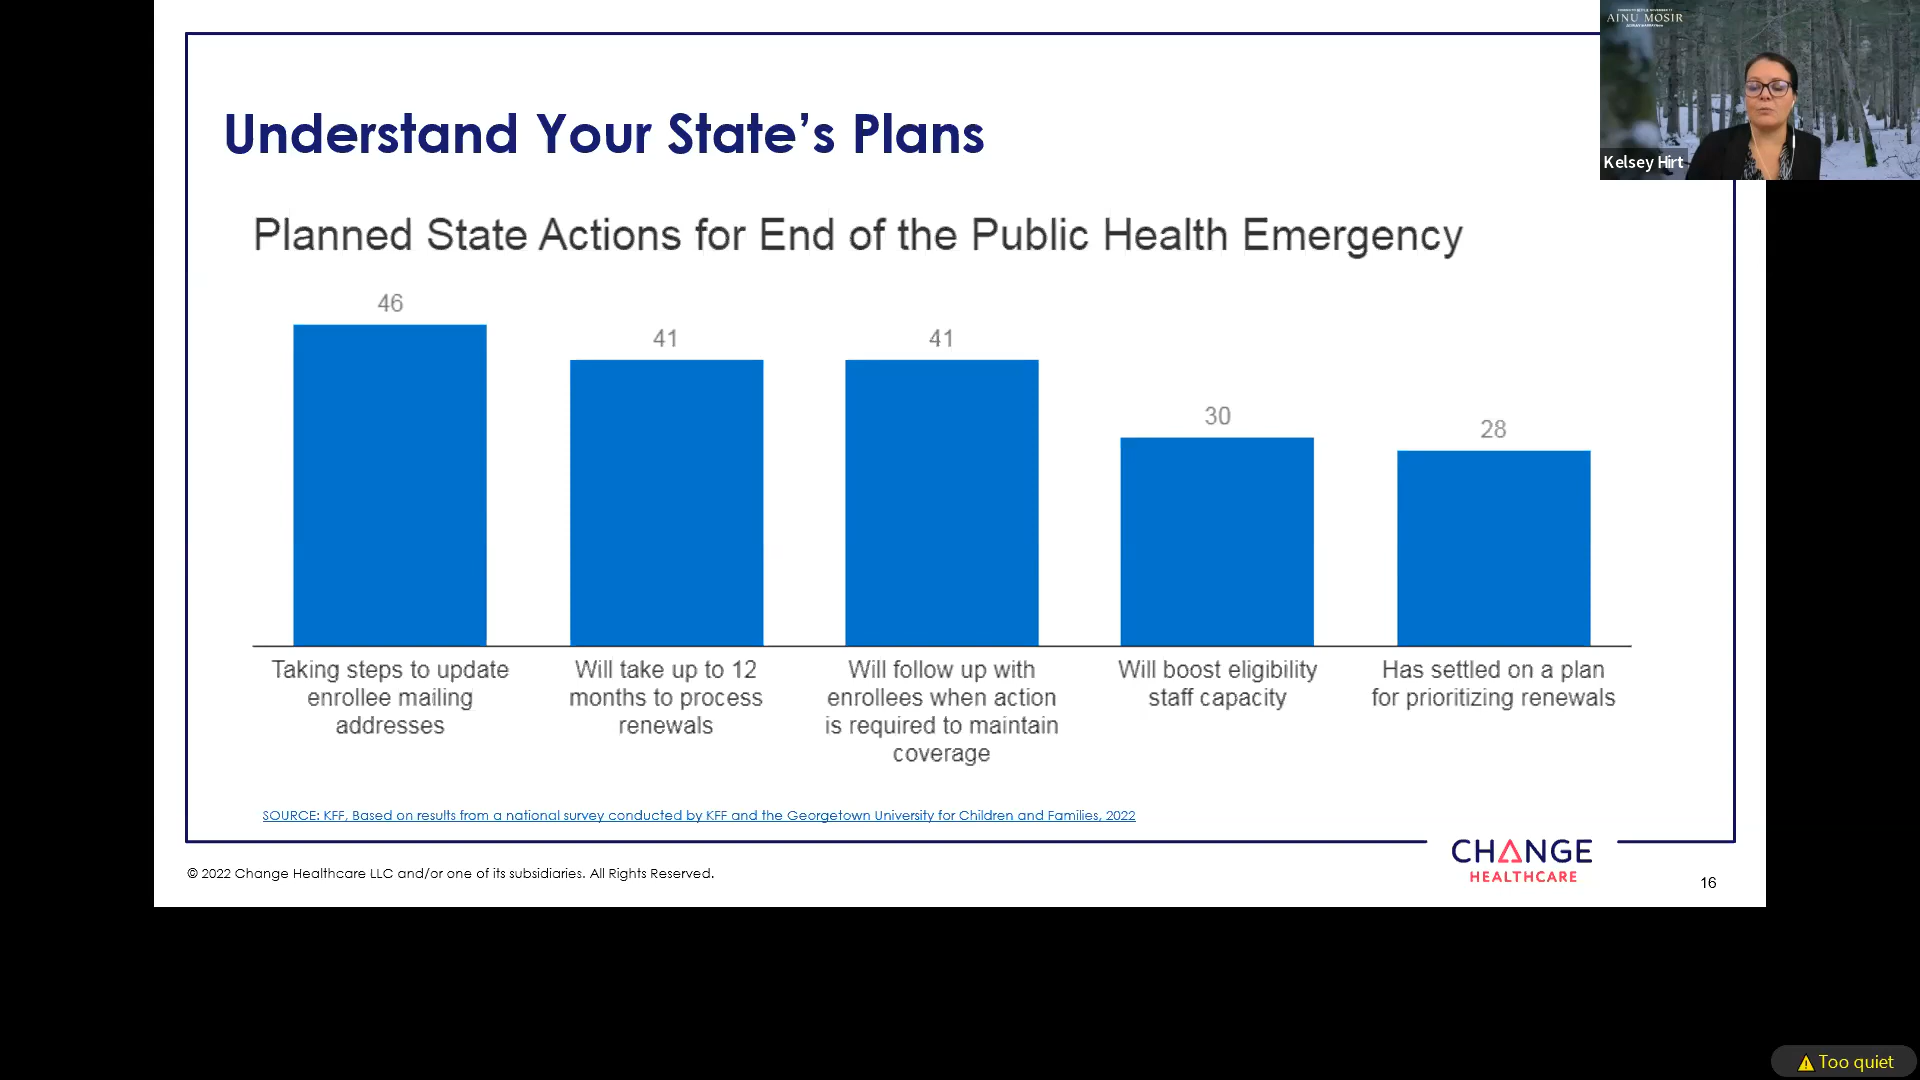 AINU MOSIR
Kelsey Hirt
Understand Your State’s Plans
Planned State Actions for End of the Public Health Emergency
46
41
41
30
28
Taking steps to update
enrollee mailing
addresses
Will take up to 12
months to process
renewals
Will follow up with
enrollees when action
is required to maintain
coverage
Will boost eligibility
staff capacity
Has settled on a plan
for prioritizing renewals
SOURCE: KFF, Based on results from a national survey conducted by KFF and the Georgetown University for Children and Families, 2022
© 2022 Change Healthcare LLC and/or one of its subsidiaries. All Rights Reserved.
CHANGE
HEALTHCARE
16
Too quiet